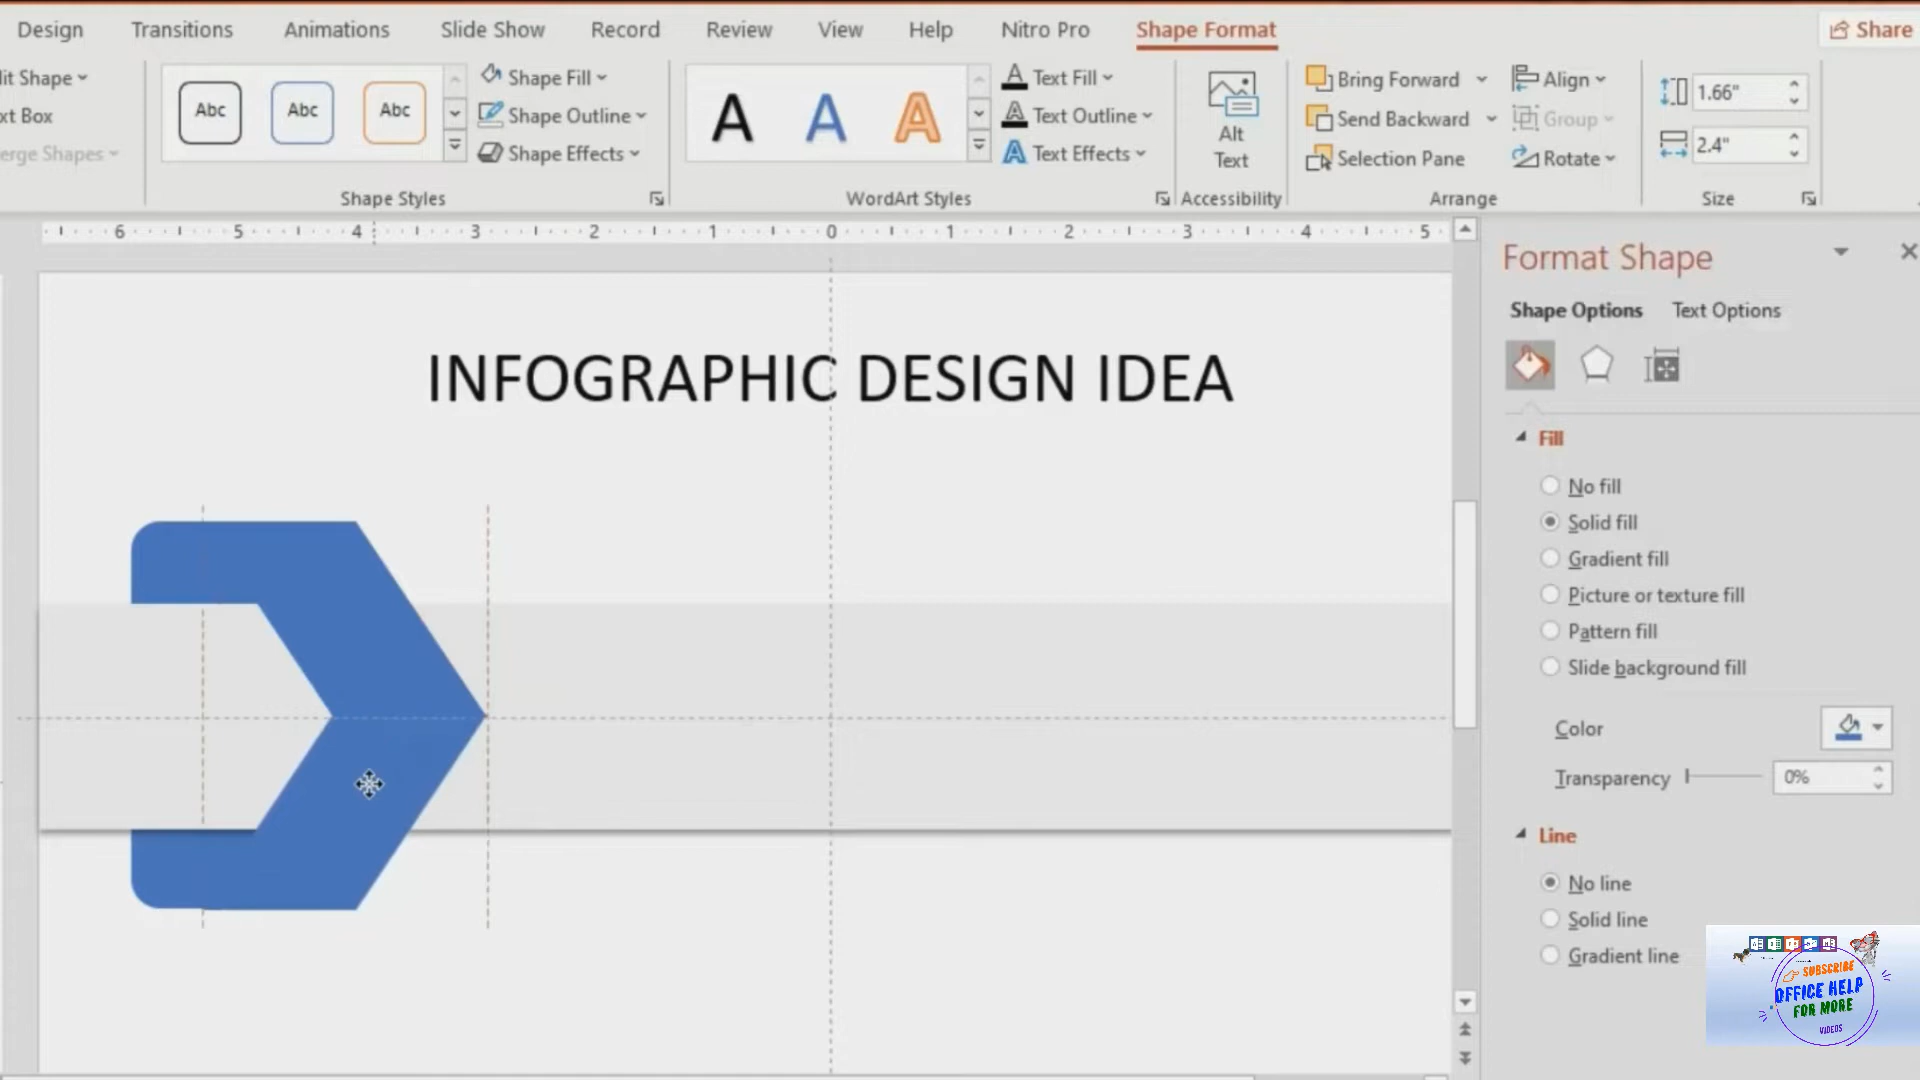 Design Transitions Animations Slide Show Record Review View Help Nitro Pro Shape Format Share
it Shape
xt Box
erge Shapes
Abc Abc Abc
Shape Fill
Shape Outline
Shape Effects
Shape Styles
A A A
A Text Fill
A Text Outline
A Text Effects
WordArt Styles
Alt
Text
Accessibility
Bring Forward
Send Backward
Selection Pane
Align
Group
Rotate
Arrange
1.66"
2.4"
Size
6 5 4 3 2 1 0 1 2 3 4 5
INFOGRAPHIC DESIGN IDEA
Format Shape
Shape Options Text Options
Fill
No fill
Solid fill
Gradient fill
Picture or texture fill
Pattern fill
Slide background fill
Color
Transparency 0%
Line
No line
Solid line
Gradient line
SUBSCRIBE
OFFICE HELP
FOR MORE
VIDEOS